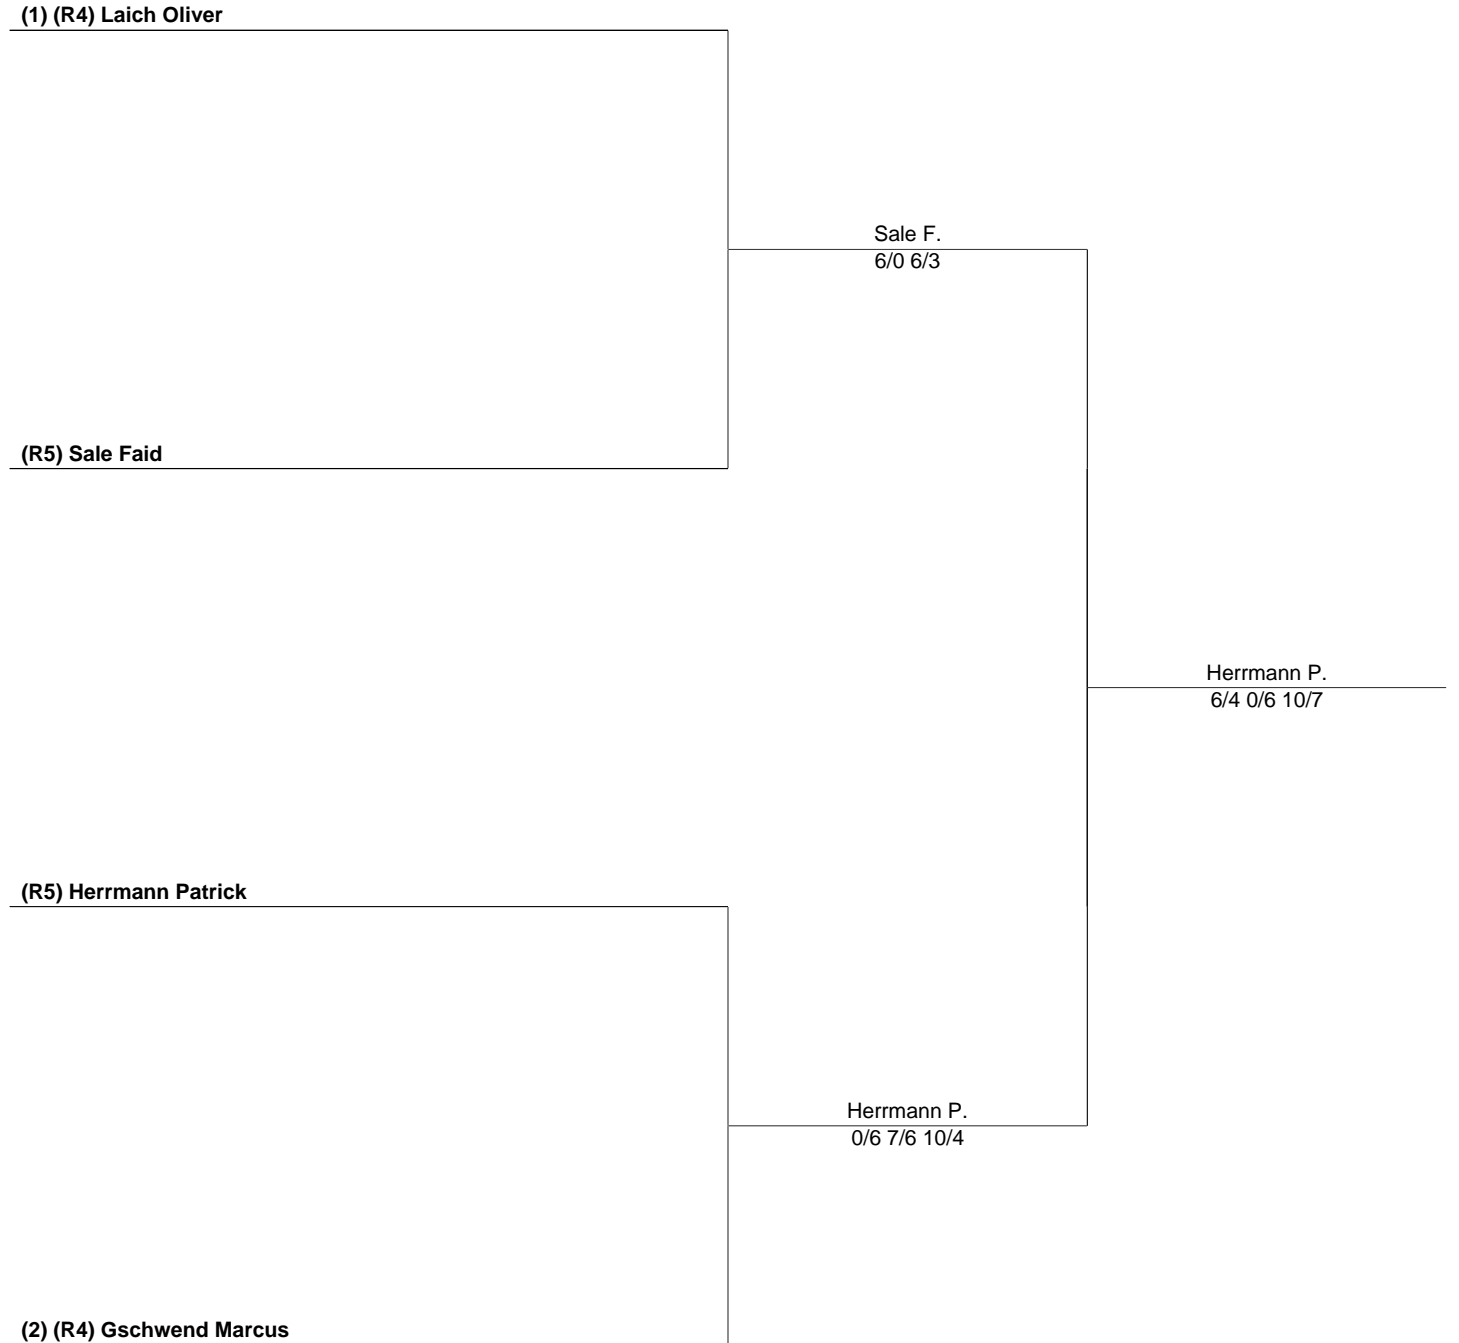 (1) (R4) Laich Oliver
Sale F.
6/0 6/3
(R5) Sale Faid
Herrmann P.
6/4 0/6 10/7
(R5) Herrmann Patrick
Herrmann P.
0/6 7/6 10/4
(2) (R4) Gschwend Marcus